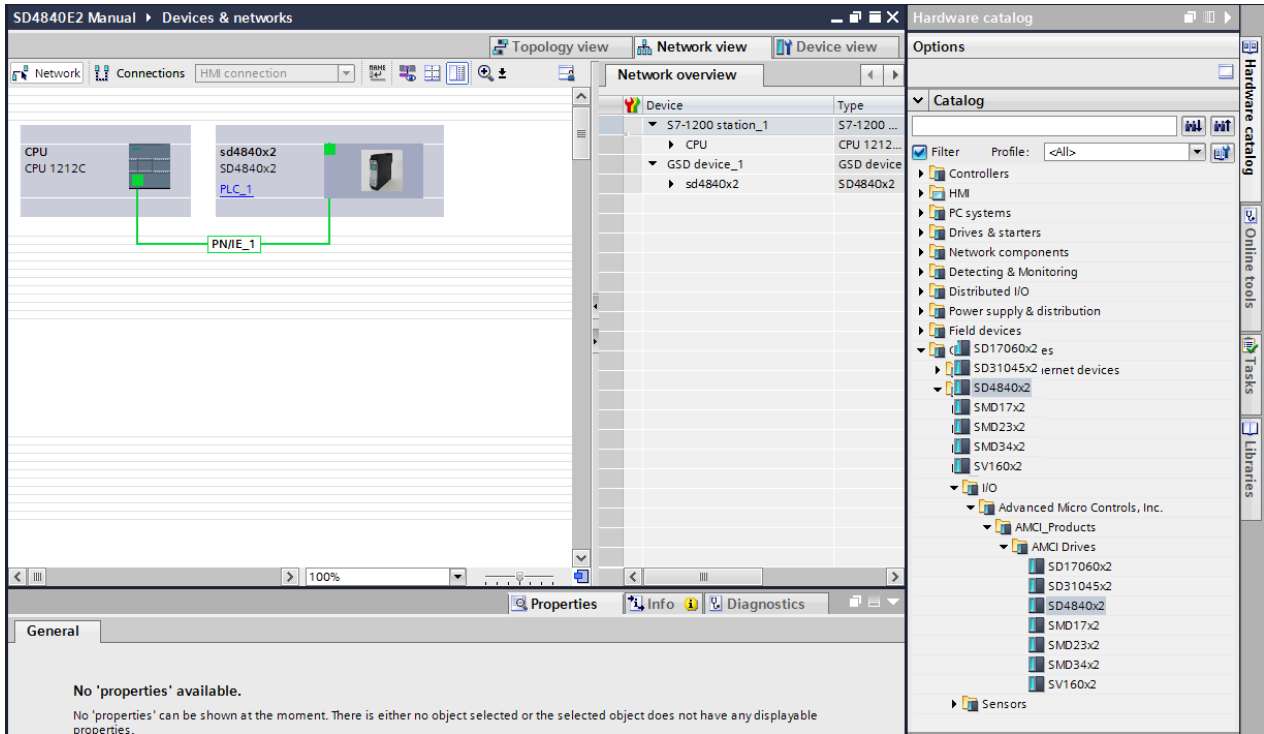 SD4840E2 Manual Devices & networks
Topology view Network view Device view
Network Connections HMI connection
100%
CPU
CPU 1212C
sd4840x2
SD4840x2
PLC_1
PN/IE_1
Network overview
Device Type
S7-1200 station_1 S7-1200 ...
CPU CPU 1212...
GSD device_1 GSD device
sd4840x2 SD4840x2
Properties Info Diagnostics
General
No 'properties' available.
No 'properties' can be shown at the moment. There is either no object selected or the selected object does not have any displayable
properties.
Hardware catalog
Options
Catalog
Filter Profile: <All>
Controllers
HMI
PC systems
Drives & starters
Network components
Detecting & Monitoring
Distributed I/O
Power supply & distribution
Field devices
SD17060x2 es
SD31045x2 ernet devices
SD4840x2
SMD17x2
SMD23x2
SMD34x2
SV160x2
I/O
Advanced Micro Controls, Inc.
AMCI_Products
AMCI Drives
SD17060x2
SD31045x2
SD4840x2
SMD17x2
SMD23x2
SMD34x2
SV160x2
Sensors
Hardware catalog
Online tools
Tasks
Libraries